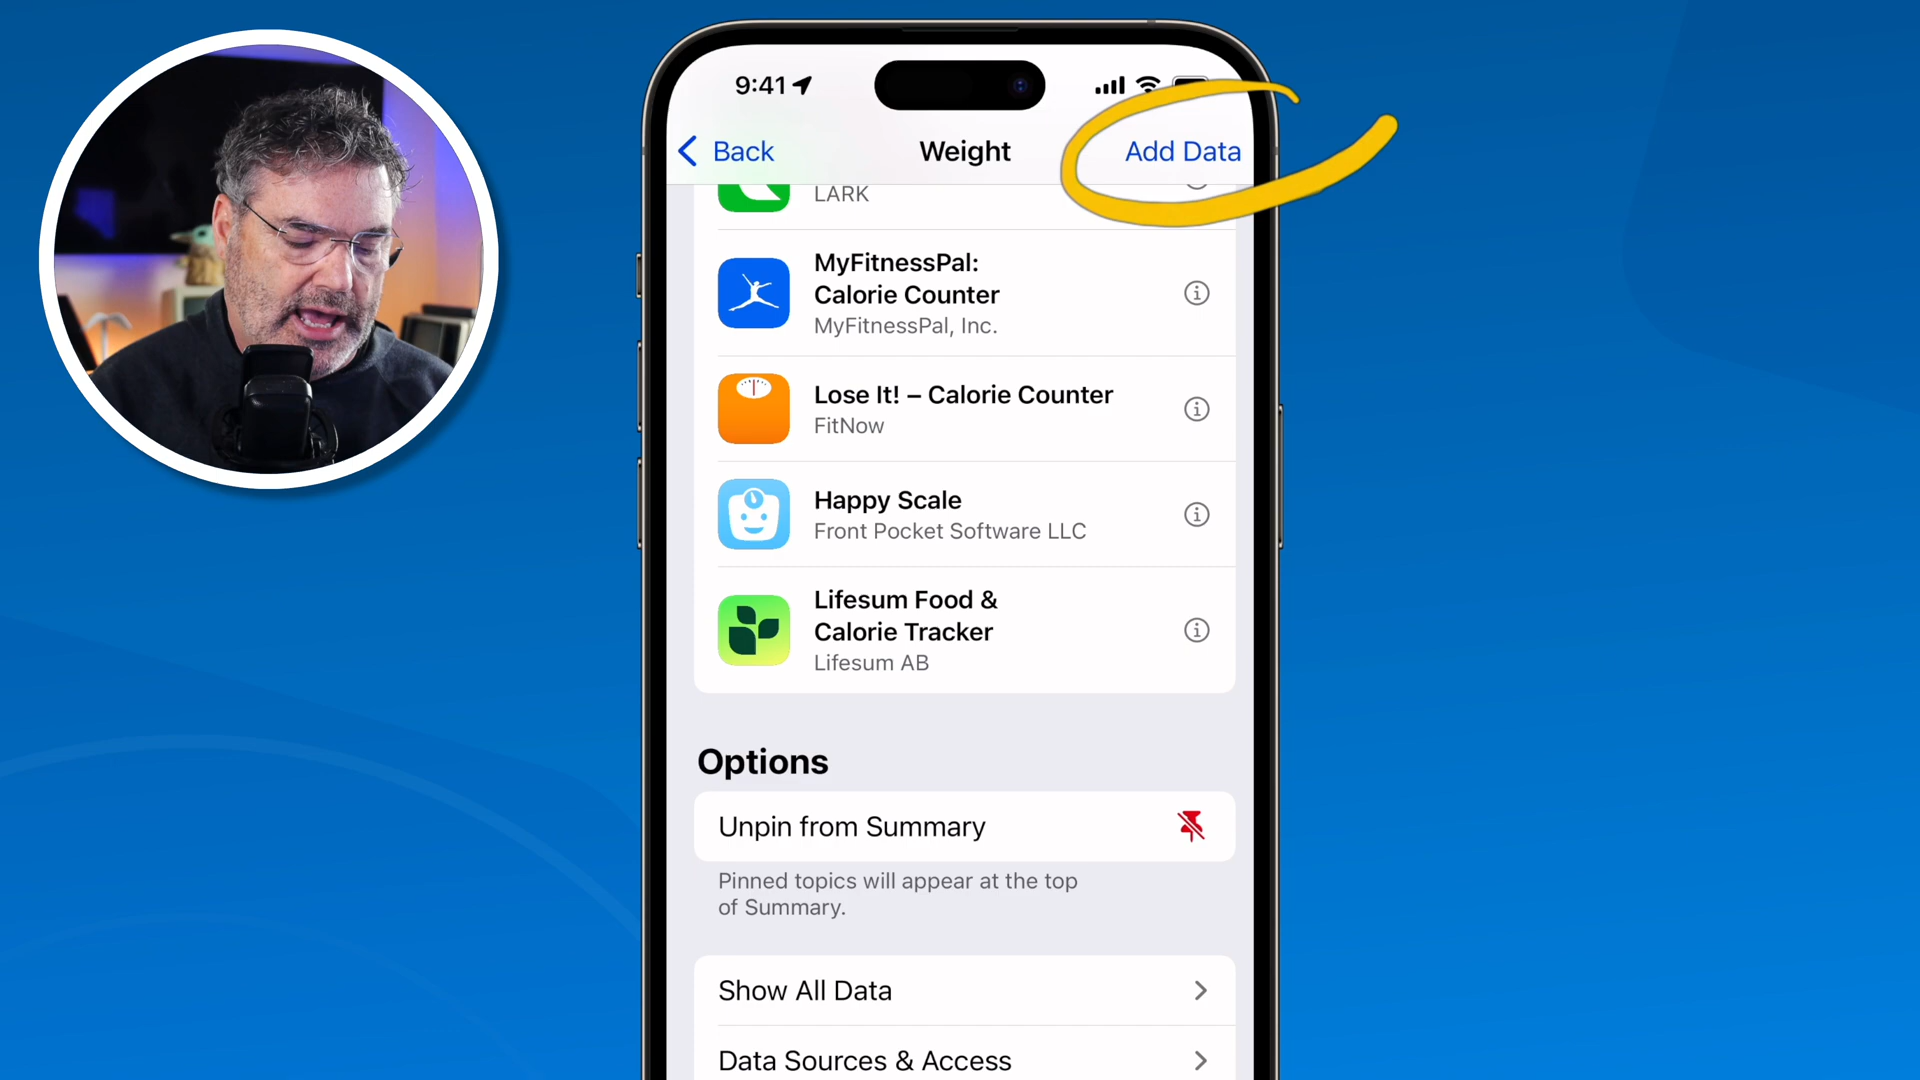 9:41
Back
Weight
Add Data
LARK
MyFitnessPal:
Calorie Counter
MyFitnessPal, Inc.
Lose It! – Calorie Counter
FitNow
Happy Scale
Front Pocket Software LLC
Lifesum Food &
Calorie Tracker
Lifesum AB
Options
Unpin from Summary
Pinned topics will appear at the top
of Summary.
Show All Data
Data Sources & Access